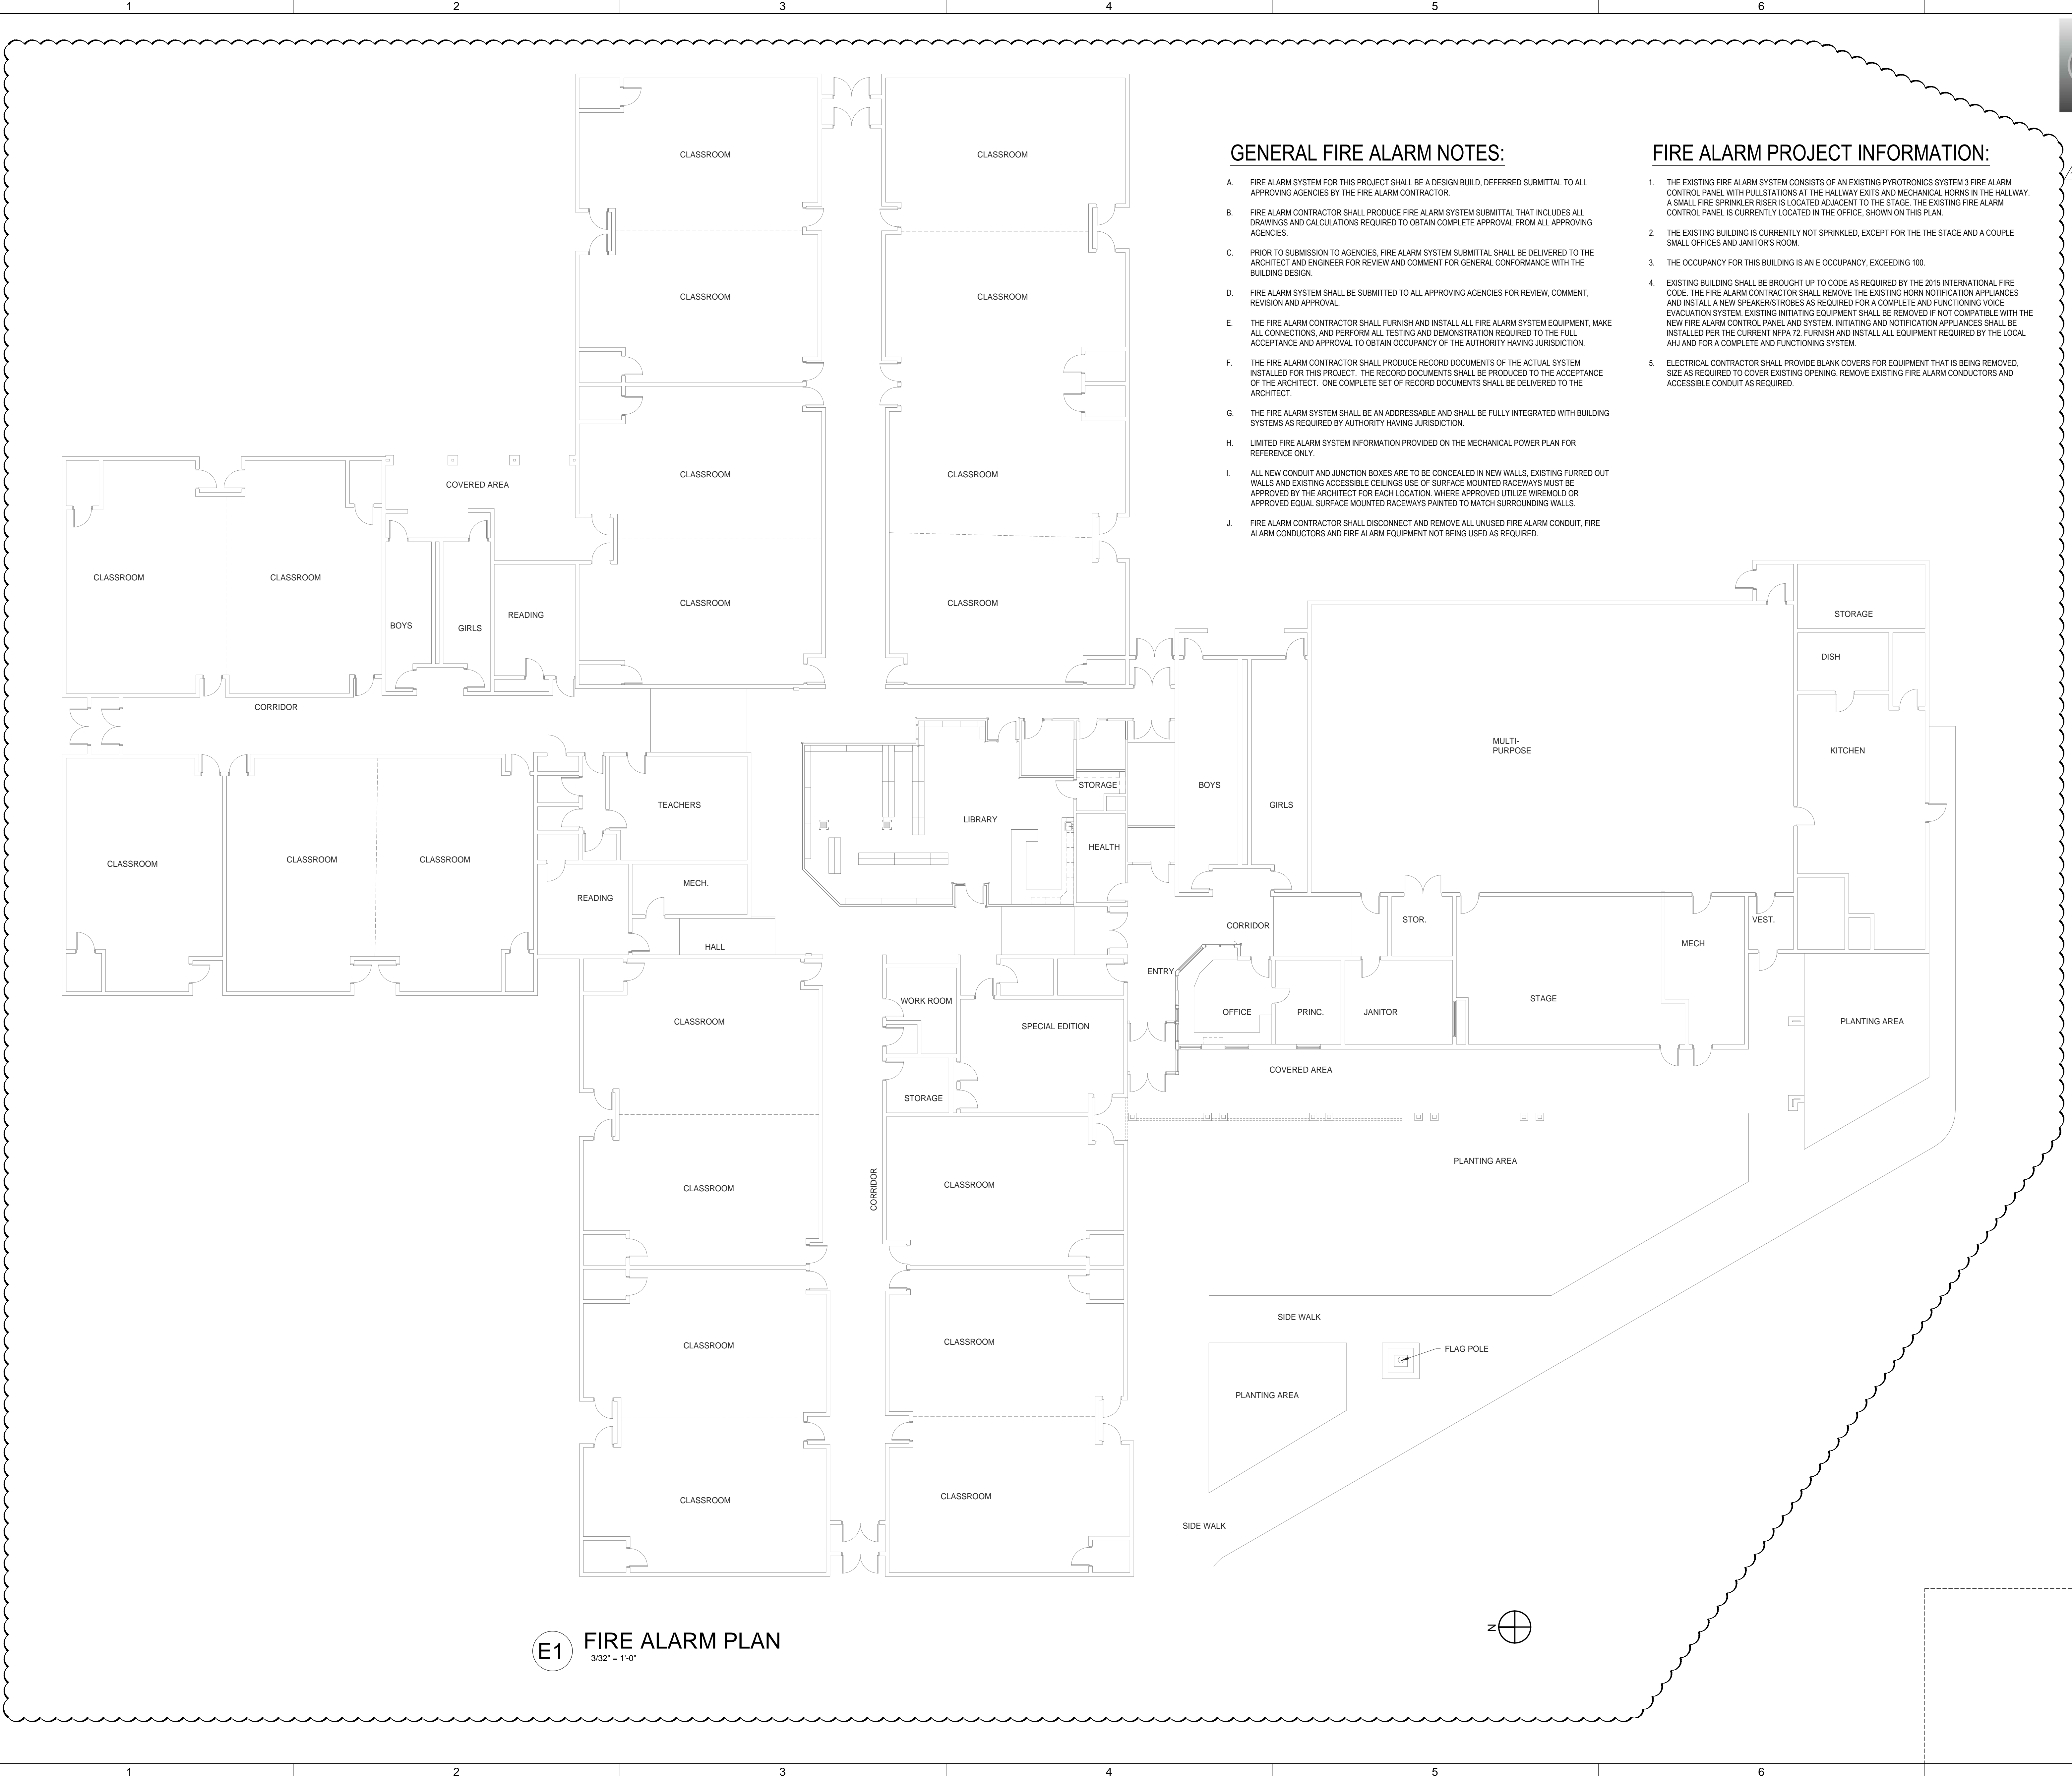 1 2 3 4 5 6
GENERAL FIRE ALARM NOTES:
A. FIRE ALARM SYSTEM FOR THIS PROJECT SHALL BE A DESIGN BUILD, DEFERRED SUBMITTAL TO ALL
APPROVING AGENCIES BY THE FIRE ALARM CONTRACTOR.
B. FIRE ALARM CONTRACTOR SHALL PRODUCE FIRE ALARM SYSTEM SUBMITTAL THAT INCLUDES ALL
DRAWINGS AND CALCULATIONS REQUIRED TO OBTAIN COMPLETE APPROVAL FROM ALL APPROVING
AGENCIES.
C. PRIOR TO SUBMISSION TO AGENCIES, FIRE ALARM SYSTEM SUBMITTAL SHALL BE DELIVERED TO THE
ARCHITECT AND ENGINEER FOR REVIEW AND COMMENT FOR GENERAL CONFORMANCE WITH THE
BUILDING DESIGN.
D. FIRE ALARM SYSTEM SHALL BE SUBMITTED TO ALL APPROVING AGENCIES FOR REVIEW, COMMENT,
REVISION AND APPROVAL.
E. THE FIRE ALARM CONTRACTOR SHALL FURNISH AND INSTALL ALL FIRE ALARM SYSTEM EQUIPMENT, MAKE
ALL CONNECTIONS, AND PERFORM ALL TESTING AND DEMONSTRATION REQUIRED TO THE FULL
ACCEPTANCE AND APPROVAL TO OBTAIN OCCUPANCY OF THE AUTHORITY HAVING JURISDICTION.
F. THE FIRE ALARM CONTRACTOR SHALL PRODUCE RECORD DOCUMENTS OF THE ACTUAL SYSTEM
INSTALLED FOR THIS PROJECT. THE RECORD DOCUMENTS SHALL BE PRODUCED TO THE ACCEPTANCE
OF THE ARCHITECT. ONE COMPLETE SET OF RECORD DOCUMENTS SHALL BE DELIVERED TO THE
ARCHITECT.
G. THE FIRE ALARM SYSTEM SHALL BE AN ADDRESSABLE AND SHALL BE FULLY INTEGRATED WITH BUILDING
SYSTEMS AS REQUIRED BY AUTHORITY HAVING JURISDICTION.
H. LIMITED FIRE ALARM SYSTEM INFORMATION PROVIDED ON THE MECHANICAL POWER PLAN FOR
REFERENCE ONLY.
I. ALL NEW CONDUIT AND JUNCTION BOXES ARE TO BE CONCEALED IN NEW WALLS, EXISTING FURRED OUT
WALLS AND EXISTING ACCESSIBLE CEILINGS USE OF SURFACE MOUNTED RACEWAYS MUST BE
APPROVED BY THE ARCHITECT FOR EACH LOCATION. WHERE APPROVED UTILIZE WIREMOLD OR
APPROVED EQUAL SURFACE MOUNTED RACEWAYS PAINTED TO MATCH SURROUNDING WALLS.
J. FIRE ALARM CONTRACTOR SHALL DISCONNECT AND REMOVE ALL UNUSED FIRE ALARM CONDUIT, FIRE
ALARM CONDUCTORS AND FIRE ALARM EQUIPMENT NOT BEING USED AS REQUIRED.
FIRE ALARM PROJECT INFORMATION:
1. THE EXISTING FIRE ALARM SYSTEM CONSISTS OF AN EXISTING PYROTRONICS SYSTEM 3 FIRE ALARM
CONTROL PANEL WITH PULLSTATIONS AT THE HALLWAY EXITS AND MECHANICAL HORNS IN THE HALLWAY.
A SMALL FIRE SPRINKLER RISER IS LOCATED ADJACENT TO THE STAGE. THE EXISTING FIRE ALARM
CONTROL PANEL IS CURRENTLY LOCATED IN THE OFFICE, SHOWN ON THIS PLAN.
2. THE EXISTING BUILDING IS CURRENTLY NOT SPRINKLED, EXCEPT FOR THE THE STAGE AND A COUPLE
SMALL OFFICES AND JANITOR'S ROOM.
3. THE OCCUPANCY FOR THIS BUILDING IS AN E OCCUPANCY, EXCEEDING 100.
4. EXISTING BUILDING SHALL BE BROUGHT UP TO CODE AS REQUIRED BY THE 2015 INTERNATIONAL FIRE
CODE. THE FIRE ALARM CONTRACTOR SHALL REMOVE THE EXISTING HORN NOTIFICATION APPLIANCES
AND INSTALL A NEW SPEAKER/STROBES AS REQUIRED FOR A COMPLETE AND FUNCTIONING VOICE
EVACUATION SYSTEM. EXISTING INITIATING EQUIPMENT SHALL BE REMOVED IF NOT COMPATIBLE WITH THE
NEW FIRE ALARM CONTROL PANEL AND SYSTEM. INITIATING AND NOTIFICATION APPLIANCES SHALL BE
INSTALLED PER THE CURRENT NFPA 72. FURNISH AND INSTALL ALL EQUIPMENT REQUIRED BY THE LOCAL
AHJ AND FOR A COMPLETE AND FUNCTIONING SYSTEM.
5. ELECTRICAL CONTRACTOR SHALL PROVIDE BLANK COVERS FOR EQUIPMENT THAT IS BEING REMOVED,
SIZE AS REQUIRED TO COVER EXISTING OPENING. REMOVE EXISTING FIRE ALARM CONDUCTORS AND
ACCESSIBLE CONDUIT AS REQUIRED.
CLASSROOM CLASSROOM
CLASSROOM CLASSROOM
CLASSROOM CLASSROOM
COVERED AREA
CLASSROOM CLASSROOM
CLASSROOM CLASSROOM
READING
BOYS GIRLS
STORAGE
DISH
CORRIDOR
MULTI-
PURPOSE
KITCHEN
STORAGE
BOYS
GIRLS
TEACHERS
LIBRARY
HEALTH
CLASSROOM CLASSROOM CLASSROOM
MECH.
READING
HALL
CORRIDOR
STOR.
VEST.
MECH
ENTRY
WORK ROOM
STAGE
OFFICE PRINC. JANITOR
CLASSROOM
SPECIAL EDITION
PLANTING AREA
COVERED AREA
STORAGE
PLANTING AREA
CORRIDOR
CLASSROOM CLASSROOM
SIDE WALK
CLASSROOM CLASSROOM
FLAG POLE
PLANTING AREA
CLASSROOM CLASSROOM
SIDE WALK
E1 FIRE ALARM PLAN
3/32" = 1'-0"
N
1 2 3 4 5 6